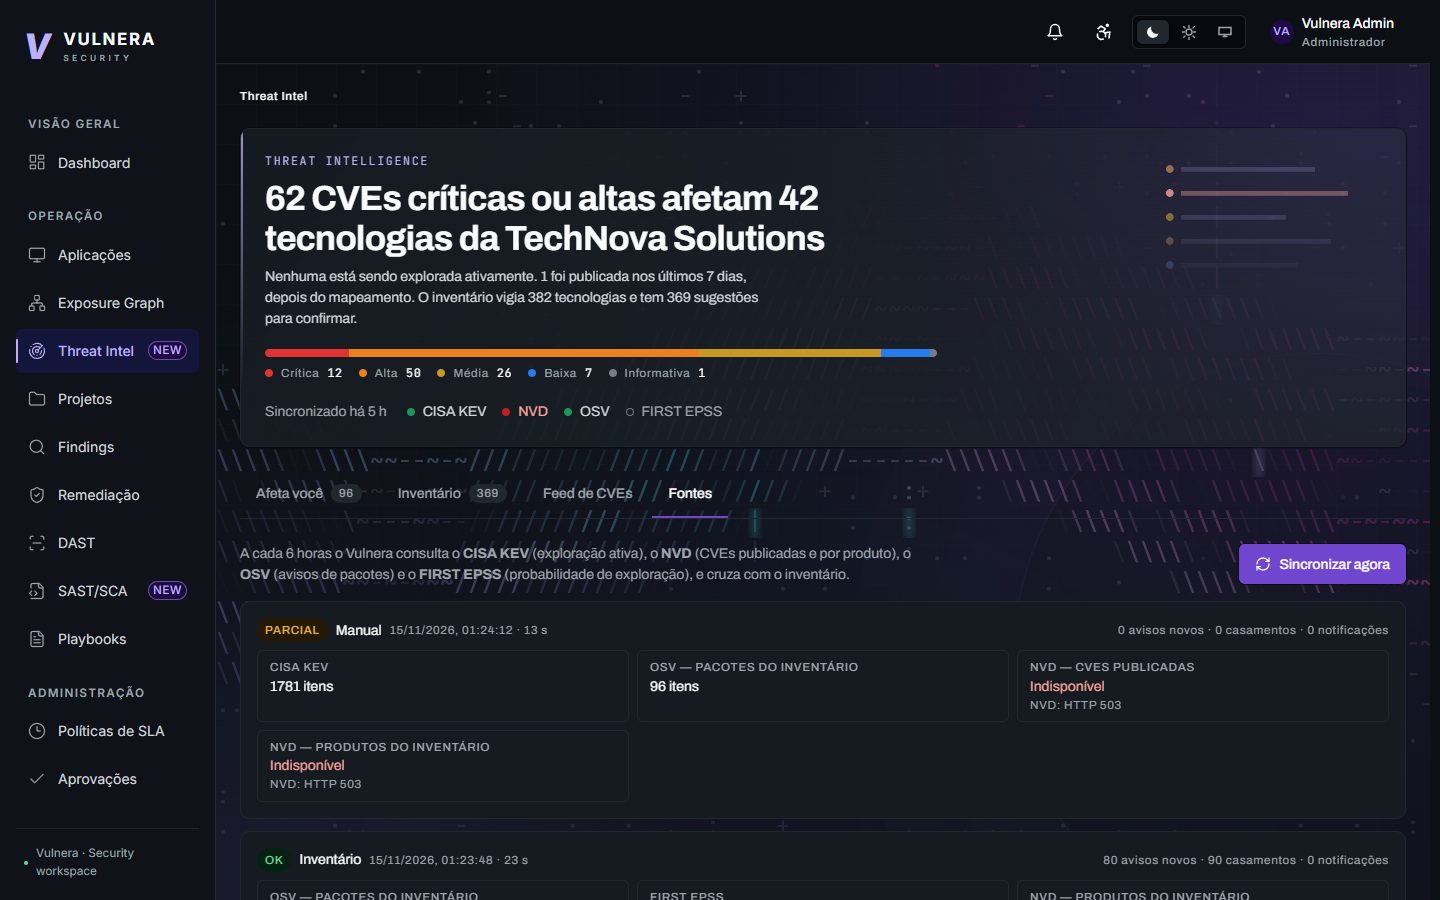 VULNERA
SECURITY
VISÃO GERAL
Dashboard
OPERAÇÃO
Aplicações
Exposure Graph
Threat Intel NEW
Projetos
Findings
Remediação
DAST
SAST/SCA NEW
Playbooks
ADMINISTRAÇÃO
Políticas de SLA
Aprovações
Vulnera · Security
workspace
VA
Vulnera Admin
Administrador
Threat Intel
THREAT INTELLIGENCE
62 CVEs críticas ou altas afetam 42
tecnologias da TechNova Solutions
Nenhuma está sendo explorada ativamente. 1 foi publicada nos últimos 7 dias,
depois do mapeamento. O inventário vigia 382 tecnologias e tem 369 sugestões
para confirmar.
Crítica 12 Alta 50 Média 26 Baixa 7 Informativa 1
Sincronizado há 5 h CISA KEV NVD OSV FIRST EPSS
Afeta você 96 Inventário 369 Feed de CVEs Fontes
A cada 6 horas o Vulnera consulta o CISA KEV (exploração ativa), o NVD (CVEs publicadas e por produto), o
OSV (avisos de pacotes) e o FIRST EPSS (probabilidade de exploração), e cruza com o inventário.
Sincronizar agora
PARCIAL Manual 15/11/2026, 01:24:12 · 13 s
0 avisos novos · 0 casamentos · 0 notificações
CISA KEV
1781 itens
OSV — PACOTES DO INVENTÁRIO
96 itens
NVD — CVES PUBLICADAS
Indisponível
NVD: HTTP 503
NVD — PRODUTOS DO INVENTÁRIO
Indisponível
NVD: HTTP 503
OK Inventário 15/11/2026, 01:23:48 · 23 s
80 avisos novos · 90 casamentos · 0 notificações
OSV — PACOTES DO INVENTÁRIO
FIRST EPSS
NVD — PRODUTOS DO INVENTÁRIO